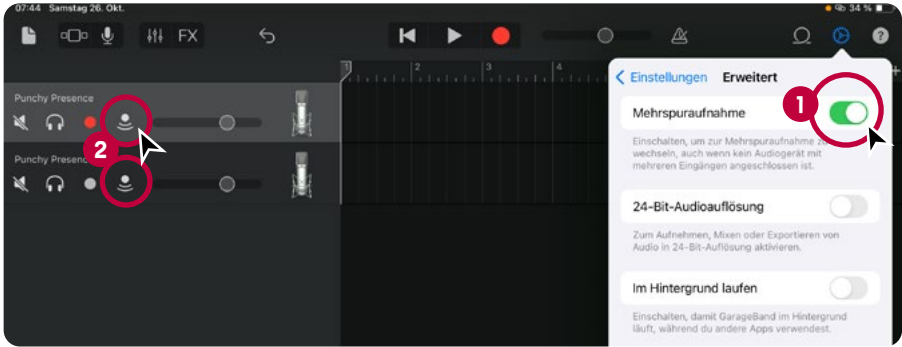 07:44 Samstag 26. Okt.
34 %
FX
?
1 2 3 4
+
Punchy Presence
2
Punchy Presenc
Einstellungen Erweitert
Mehrspuraufnahme
1
Einschalten, um zur Mehrspuraufnahme zu
wechseln, auch wenn kein Audiogerät mit
mehreren Eingängen angeschlossen ist.
24-Bit-Audioauflösung
Zum Aufnehmen, Mixen oder Exportieren von
Audio in 24-Bit-Auflösung aktivieren.
Im Hintergrund laufen
Einschalten, damit GarageBand im Hintergrund
läuft, während du andere Apps verwendest.